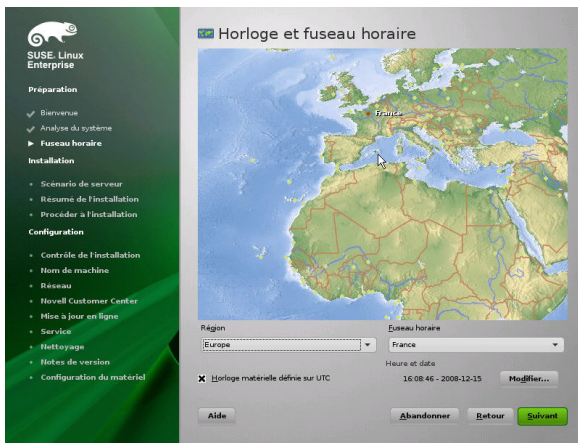 SUSE. Linux
Enterprise
Préparation
Bienvenue
Analyse du système
Fuseau horaire
Installation
Scénario de serveur
Résumé de l'installation
Procéder à l'installation
Configuration
Contrôle de l'installation
Nom de machine
Réseau
Novell Customer Center
Mise à jour en ligne
Service
Nettoyage
Notes de version
Configuration du matériel
Horloge et fuseau horaire
France
Région
Europe
Fuseau horaire
France
Heure et date
Horloge matérielle définie sur UTC
16:08:46 - 2008-12-15
Modifier...
Aide
Abandonner
Retour
Suivant